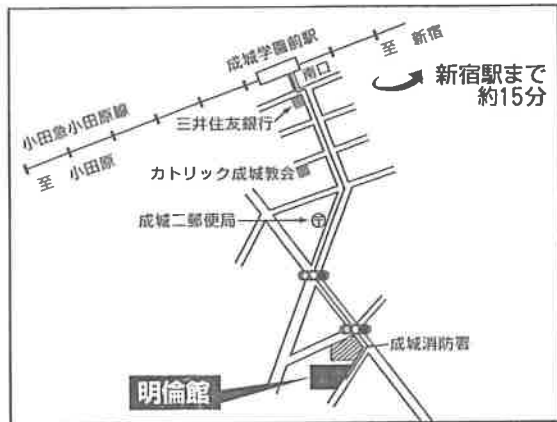 成城学園前駅
至 新宿
南口
新宿駅まで
約15分
三井住友銀行
小田急小田原線
至 小田原
カトリック成城教会
成城二郵便局
〒
成城消防署
明倫館